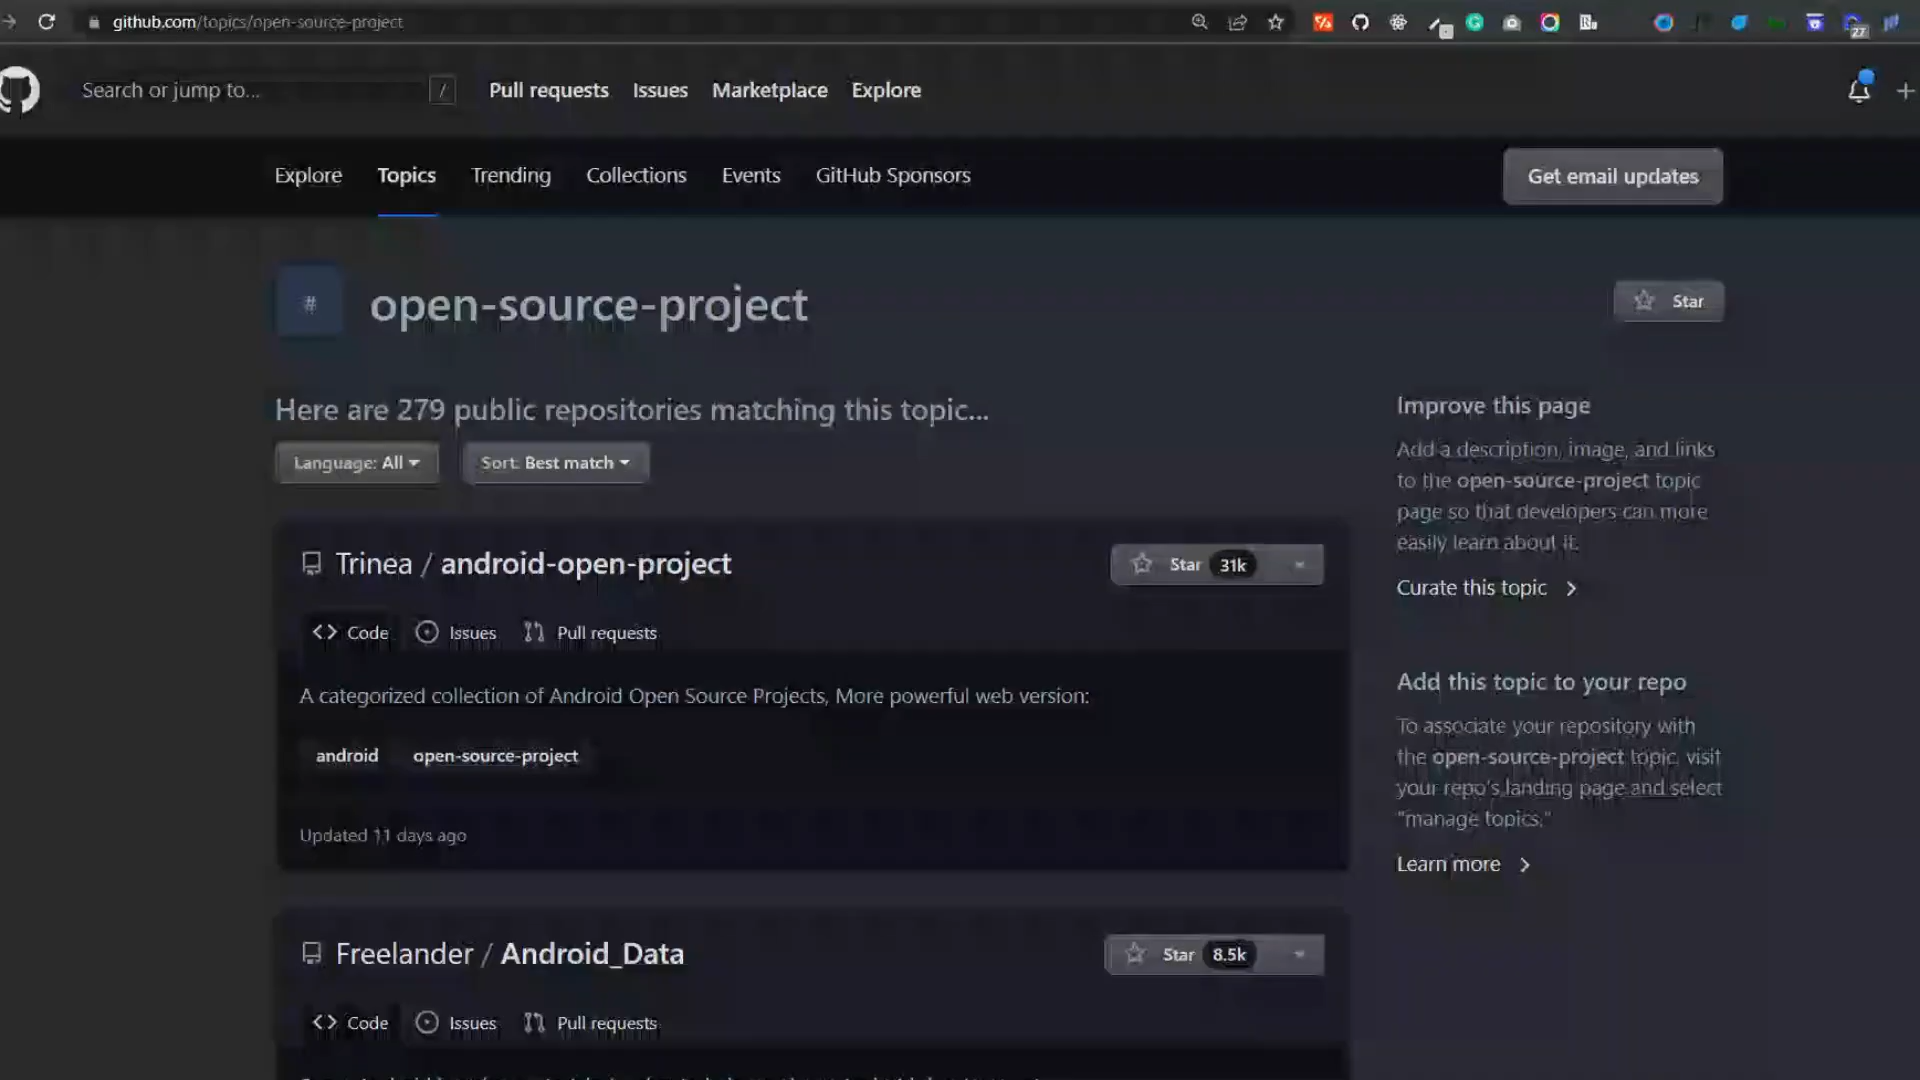 github.com/topics/open-source-project
27
Search or jump to... /
Pull requests Issues Marketplace Explore
Explore Topics Trending Collections Events GitHub Sponsors
Get email updates
# open-source-project
Star
Here are 279 public repositories matching this topic...
Language: All
Sort: Best match
Trinea / android-open-project
Star 31k
Code Issues Pull requests
A categorized collection of Android Open Source Projects, More powerful web version:
android open-source-project
Updated 11 days ago
Freelander / Android_Data
Star 8.5k
Code Issues Pull requests
Improve this page
Add a description, image, and links
to the open-source-project topic
page so that developers can more
easily learn about it.
Curate this topic
Add this topic to your repo
To associate your repository with
the open-source-project topic, visit
your repo's landing page and select
"manage topics."
Learn more